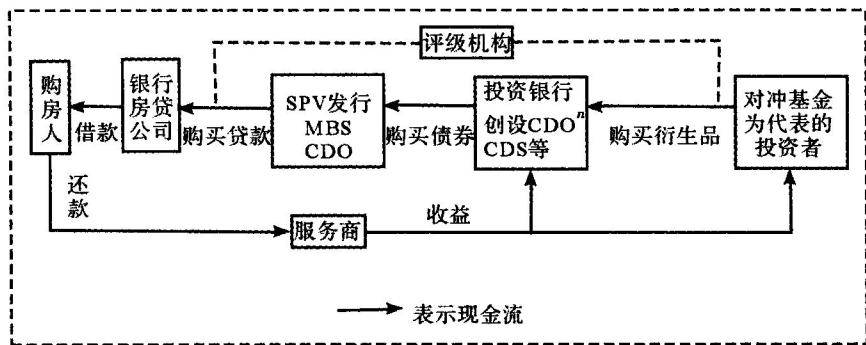 评级机构
购
房
人
借款
银行
房贷
公司
购买贷款
SPV发行
MBS
CDO
购买债券
投资银行
创设CDOⁿ
CDS等
购买衍生品
对冲基金
为代表的
投资者
还
款
服务商
收益
表示现金流